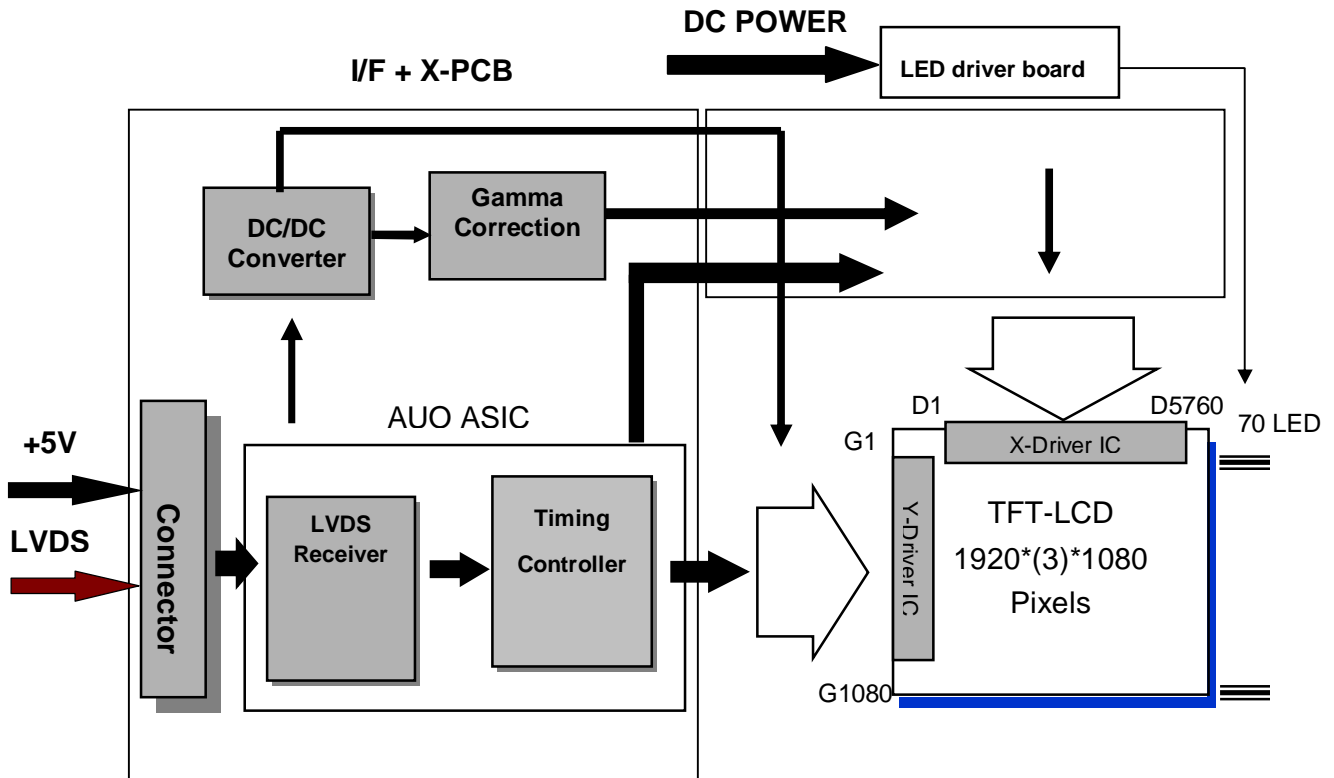 DC POWER
LED driver board
I/F + X-PCB
Gamma
Correction
DC/DC
Converter
AUO ASIC
D1
D5760
70 LED
+5V
G1
X-Driver IC
Connector
LVDS
Receiver
Timing
Controller
LVDS
Y-Driver IC
TFT-LCD
1920*(3)*1080
Pixels
G1080